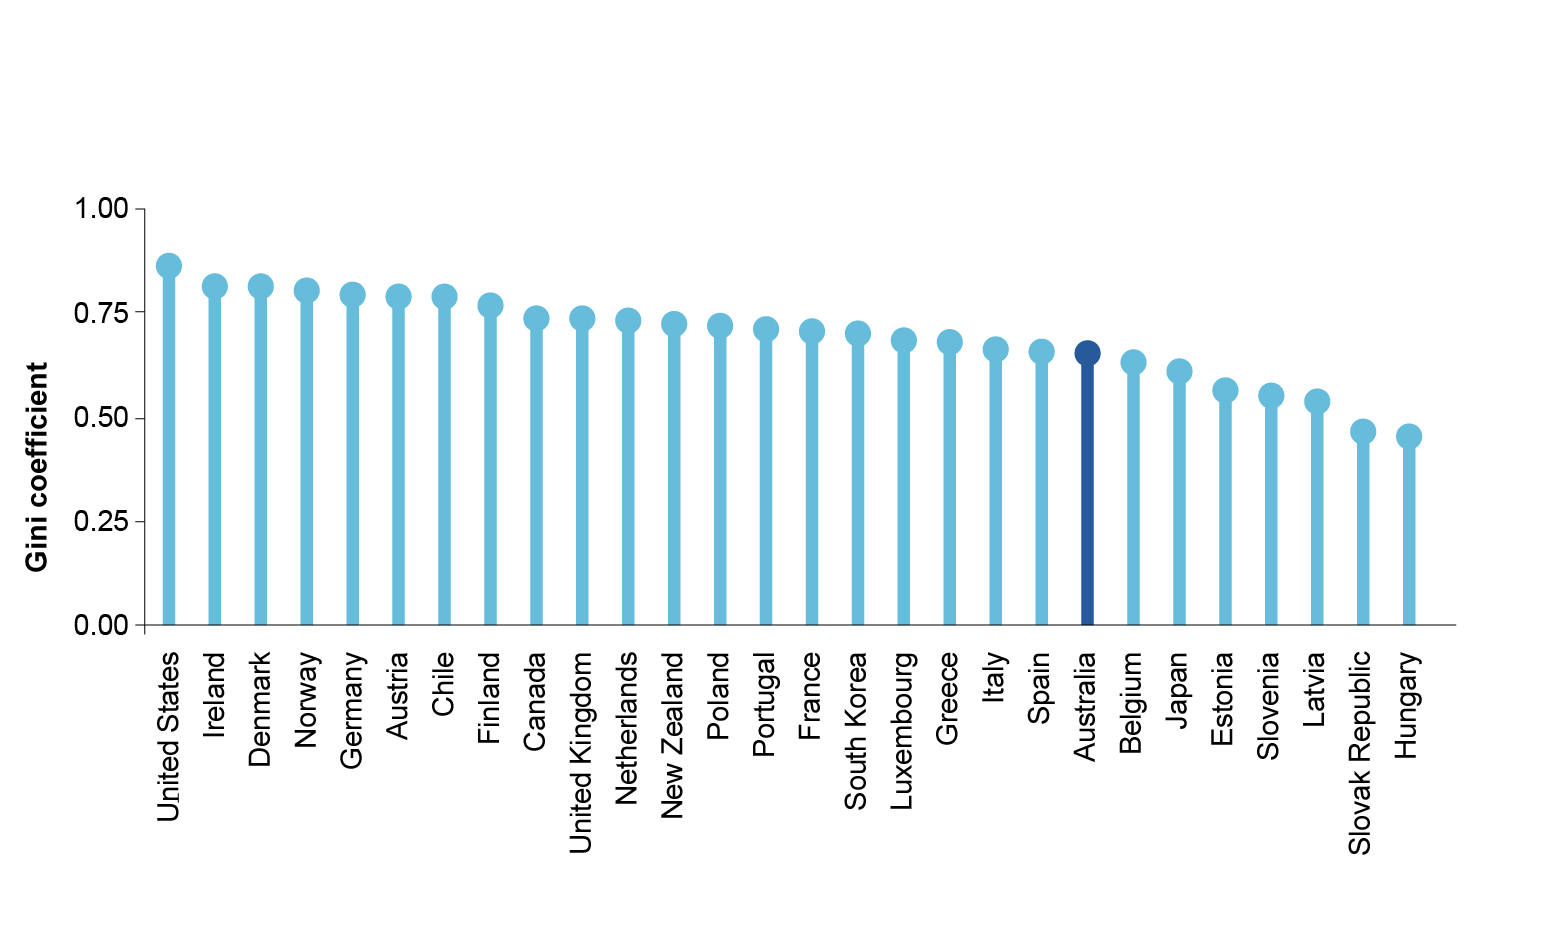 1.00
0.75
0.50
0.25
0.00
Gini coefficient
United States
Ireland
Denmark
Norway
Germany
Austria
Chile
Finland
Canada
United Kingdom
Netherlands
New Zealand
Poland
Portugal
France
South Korea
Luxembourg
Greece
Italy
Spain
Australia
Belgium
Japan
Estonia
Slovenia
Latvia
Slovak Republic
Hungary